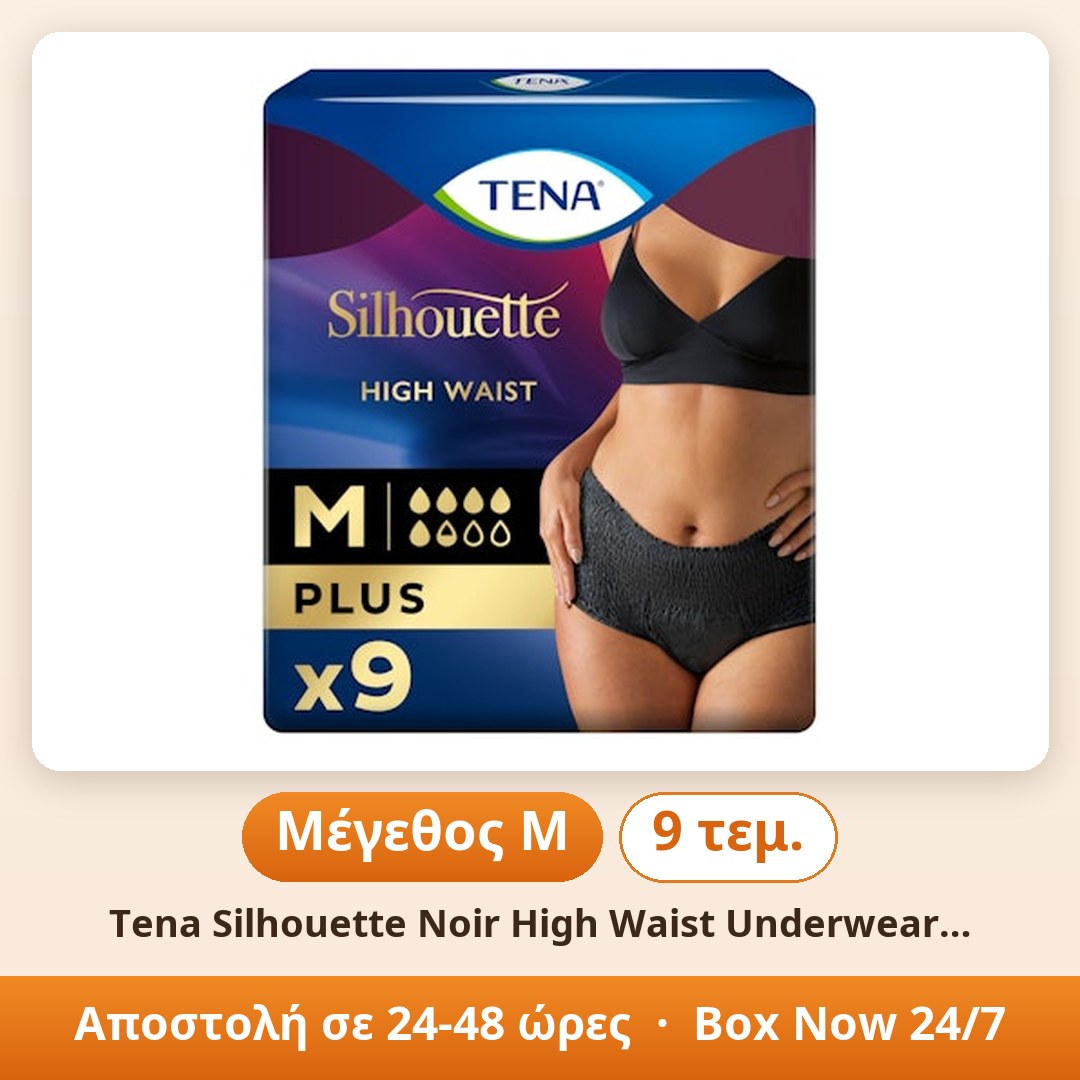 TENA
TENA
Silhouette
HIGH WAIST
M
PLUS
x9
Μέγεθος M
9 τεμ.
Tena Silhouette Noir High Waist Underwear...
Αποστολή σε 24-48 ώρες · Box Now 24/7